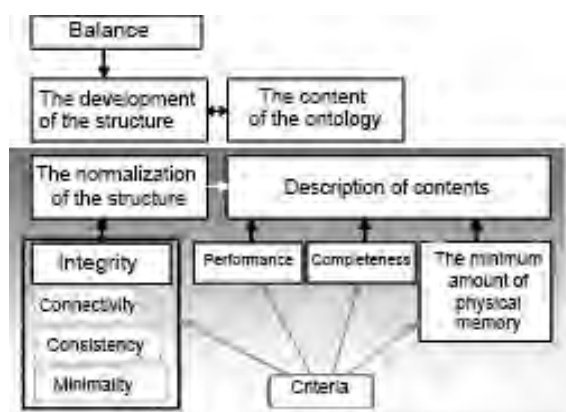 Balance
The development
of the structure
The content
of the ontology
The normalization
of the structure
Description of contents
Integrity
Connectivity
Consistency
Minimality
Performance
Completeness
The minimum
amount of
physical
memory
Criteria